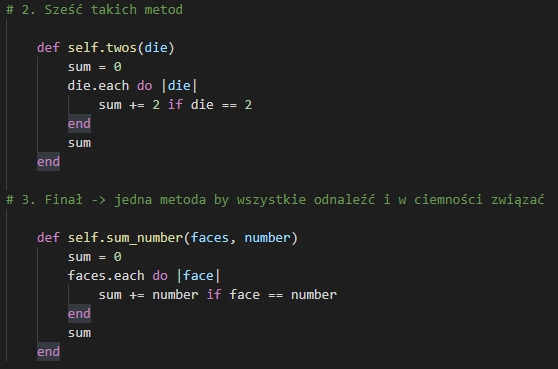 # 2. Sześć takich metod
def self.twos(die)
sum = 0
die.each do |die|
sum += 2 if die == 2
end
sum
end
# 3. Finał -> jedna metoda by wszystkie odnaleźć i w ciemności związać
def self.sum_number(faces, number)
sum = 0
faces.each do |face|
sum += number if face == number
end
sum
end